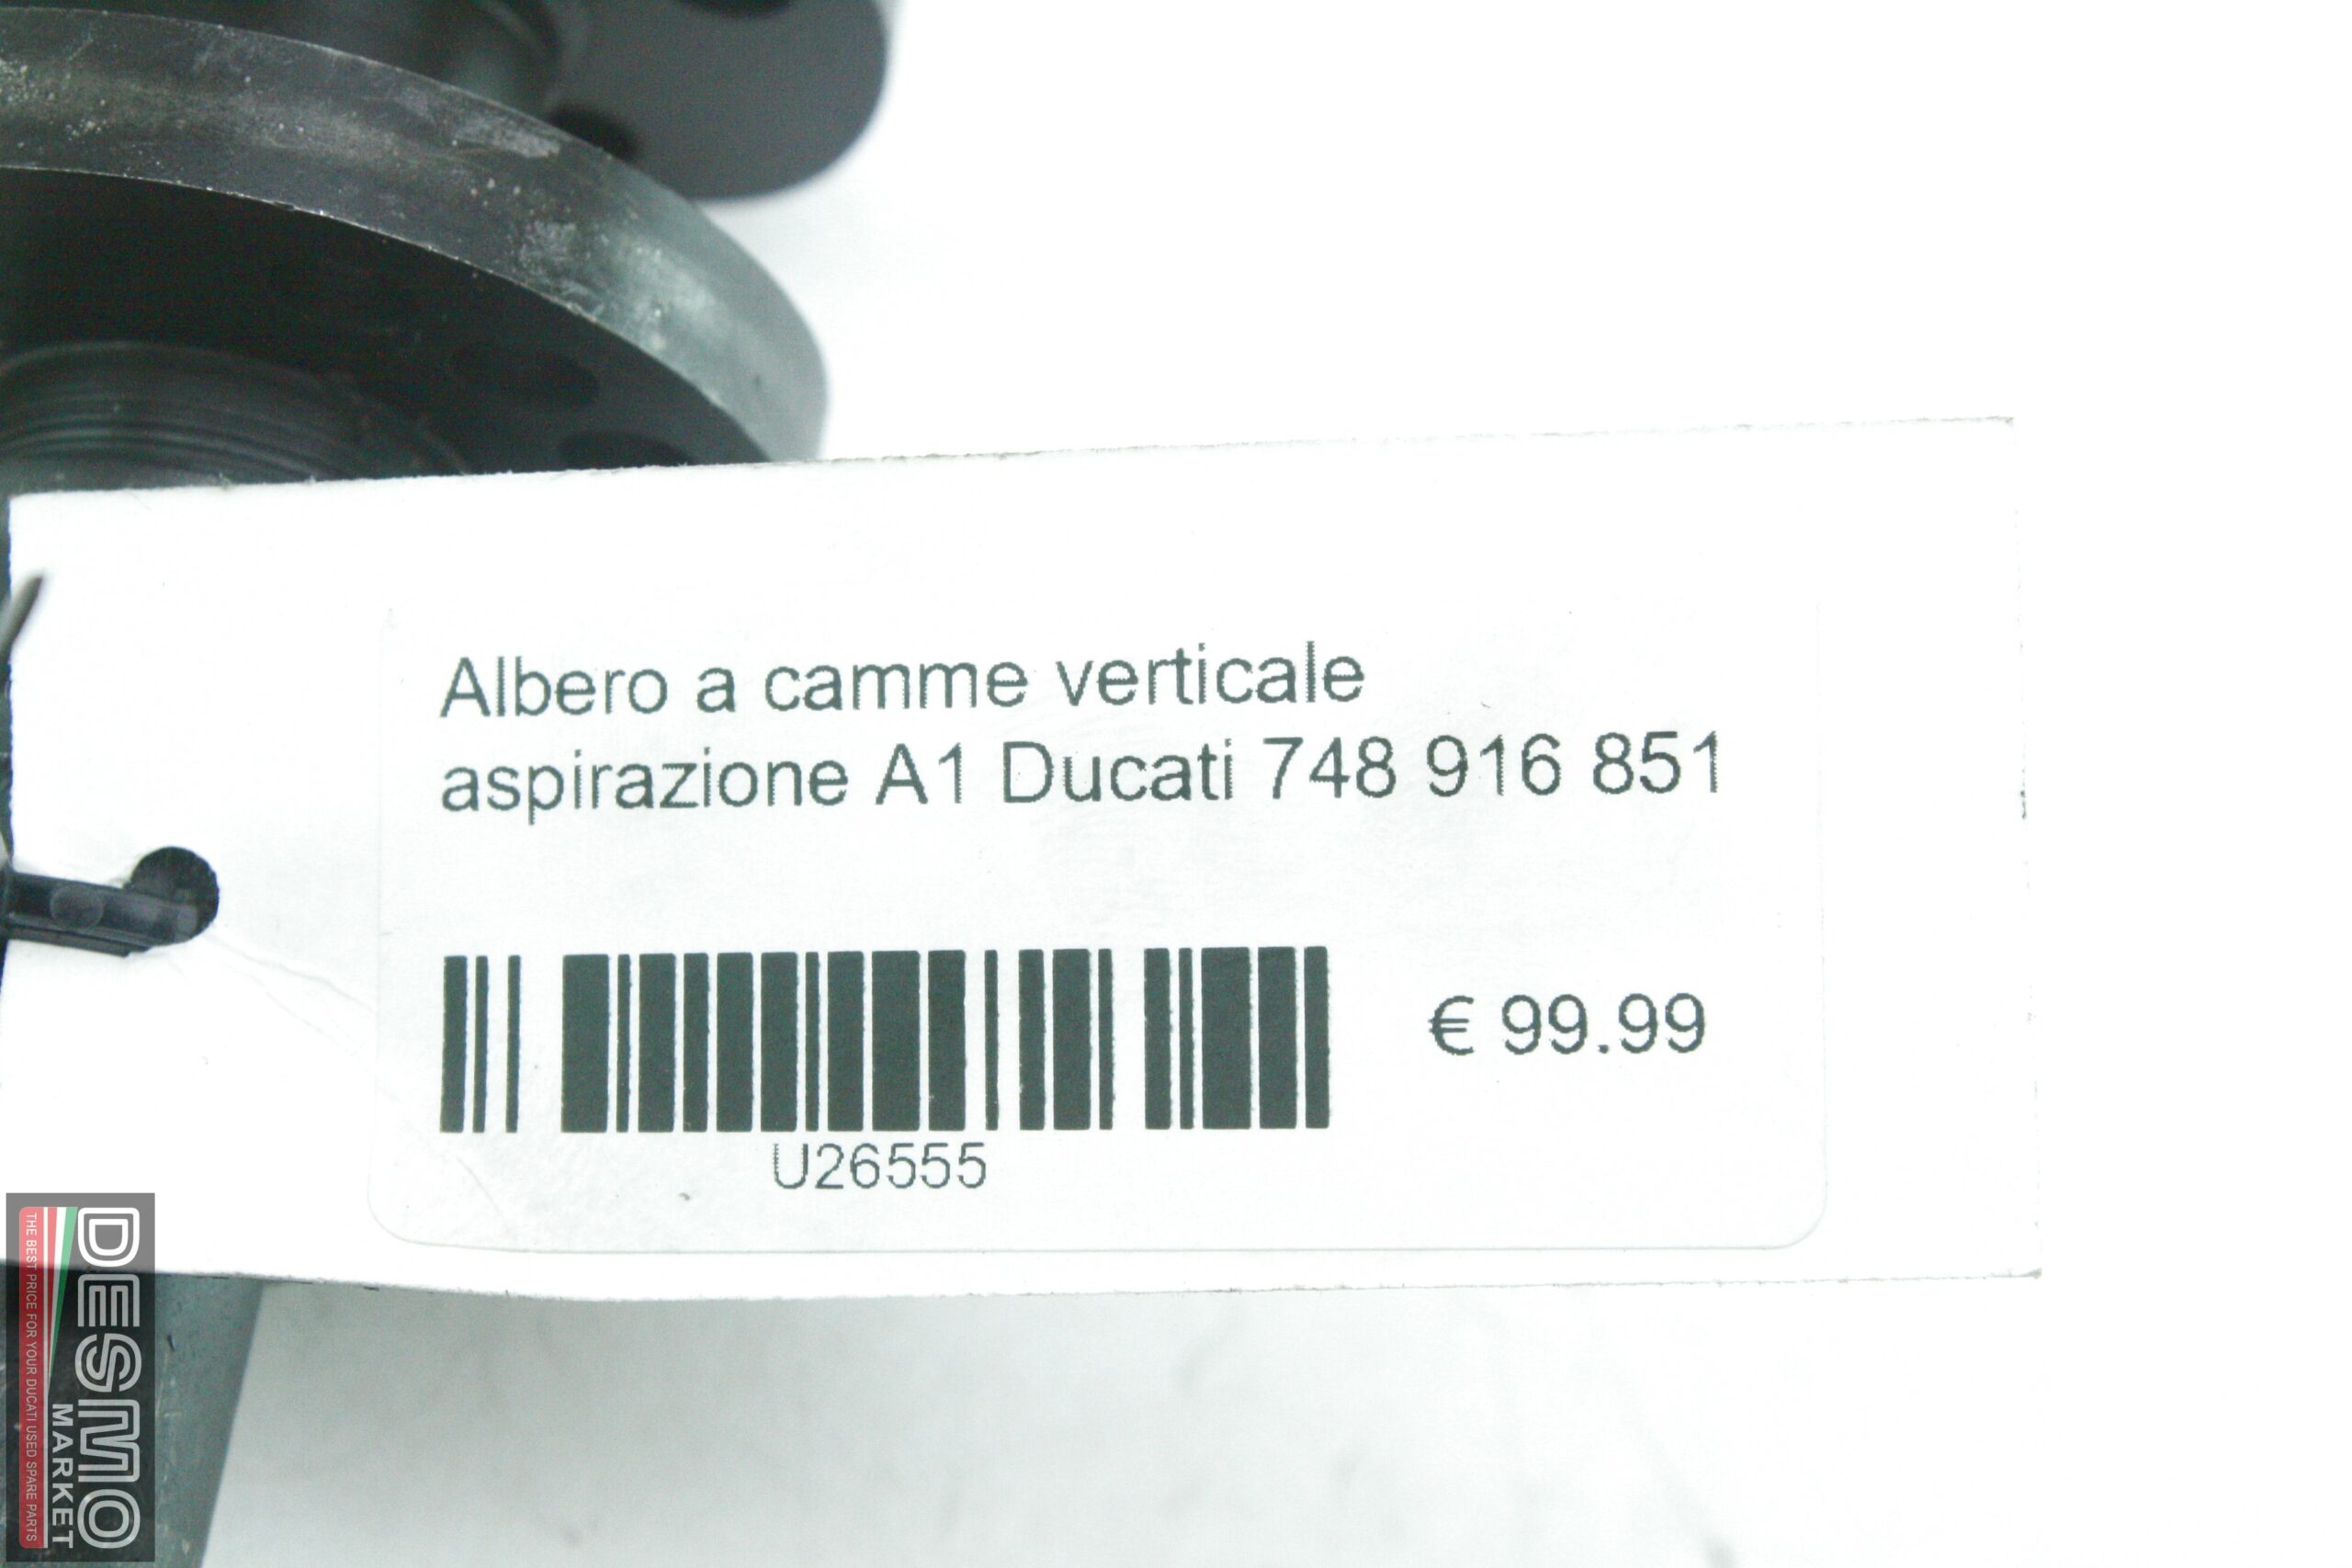 Albero a camme verticale
aspirazione A1 Ducati 748 916 851
€ 99.99
U26555
DESMO
MARKET
THE BEST PRICE FOR YOUR DUCATI USED SPARE PARTS